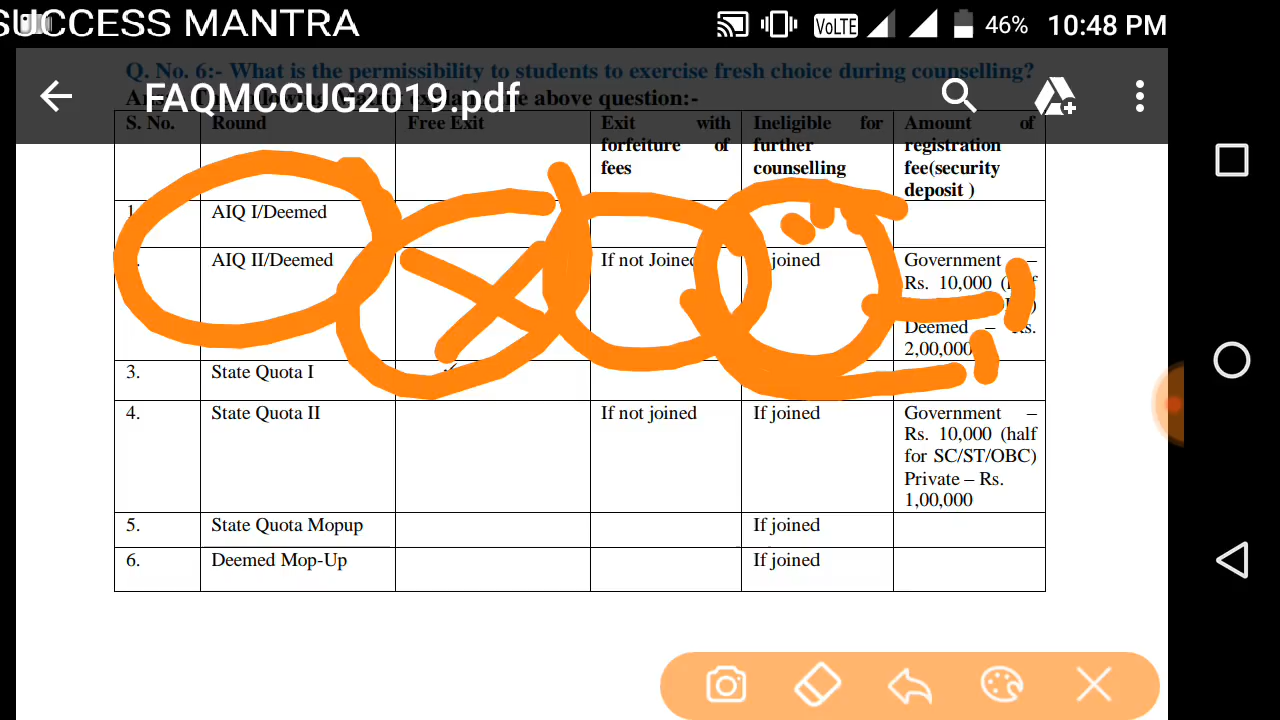 SUCCESS MANTRA
VoLTE 46% 10:48 PM
Q. No. 6:- What is the permissibility to students to exercise fresh choice during counselling?
FAQMCCUG2019.pdf
above question:-
S. No. Round Free Exit Exit with forfeiture of fees Ineligible for further counselling Amount of registration fee(security deposit )
AIQ I/Deemed
AIQ II/Deemed If not Joined joined Government – Rs. 10,000 Deemed – Rs. 2,00,000
3. State Quota I
4. State Quota II If not joined If joined Government – Rs. 10,000 (half for SC/ST/OBC) Private – Rs. 1,00,000
5. State Quota Mopup If joined
6. Deemed Mop-Up If joined